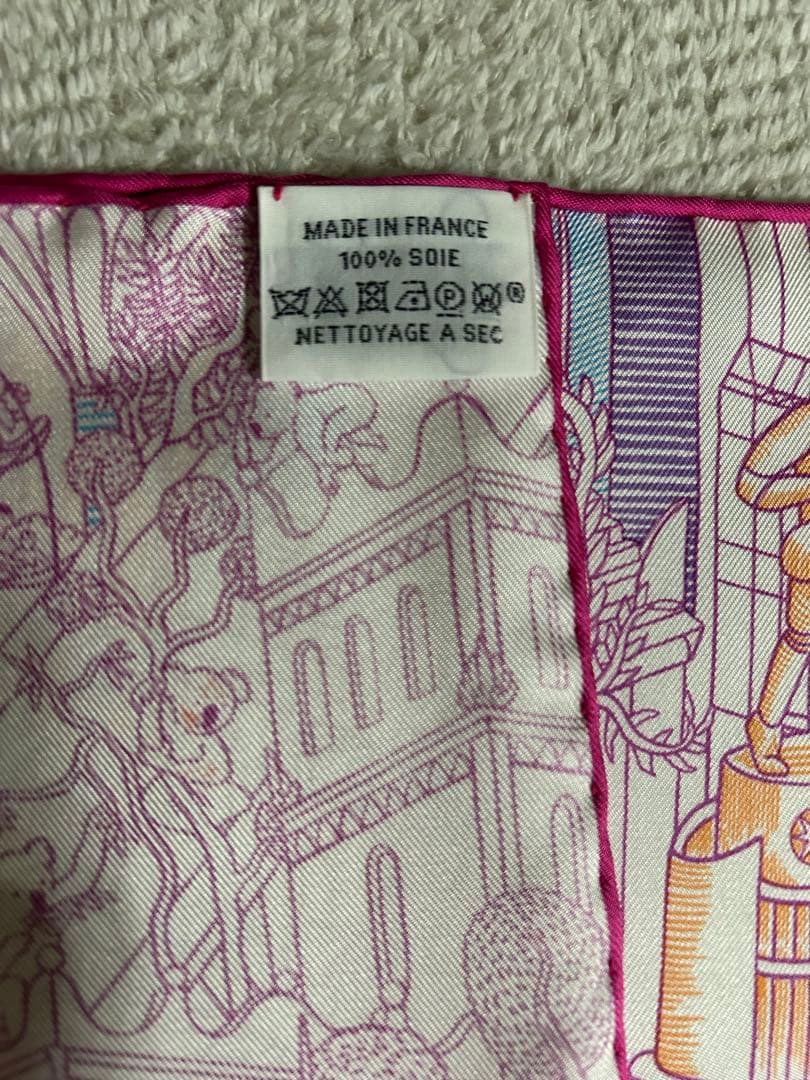 MADE IN FRANCE
100% SOIE
P ®
NETTOYAGE A SEC